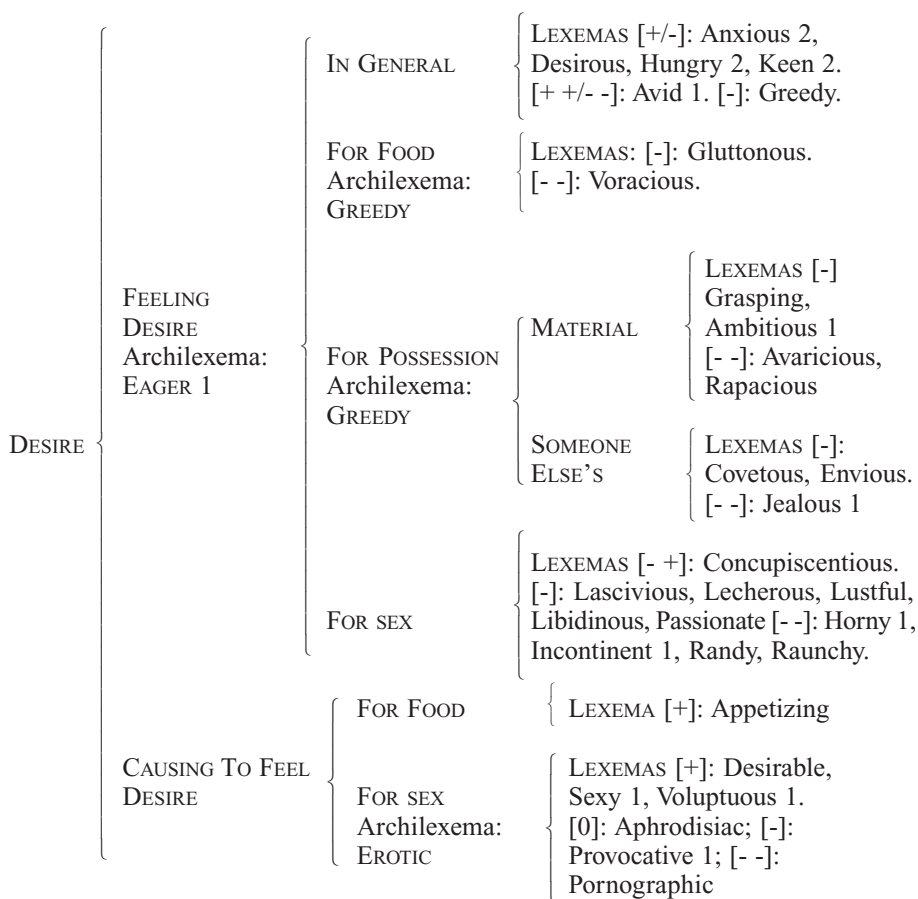 DESIRE
FEELING
DESIRE
Archilexema:
EAGER 1
IN GENERAL
LEXEMAS [+/-]: Anxious 2,
Desirous, Hungry 2, Keen 2.
[+ +/- -]: Avid 1. [-]: Greedy.
FOR FOOD
Archilexema:
GREEDY
LEXEMAS: [-]: Gluttonous.
[- -]: Voracious.
FOR POSSESSION
Archilexema:
GREEDY
MATERIAL
LEXEMAS [-]
Grasping,
Ambitious 1
[- -]: Avaricious,
Rapacious
SOMEONE
ELSE'S
LEXEMAS [-]:
Covetous, Envious.
[- -]: Jealous 1
FOR SEX
LEXEMAS [- +]: Concupiscentious.
[-]: Lascivious, Lecherous, Lustful,
Libidinous, Passionate [- -]: Horny 1,
Incontinent 1, Randy, Raunchy.
CAUSING TO FEEL
DESIRE
FOR FOOD
LEXEMA [+]: Appetizing
FOR SEX
Archilexema:
EROTIC
LEXEMAS [+]: Desirable,
Sexy 1, Voluptuous 1.
[0]: Aphrodisiac; [-]:
Provocative 1; [- -]:
Pornographic